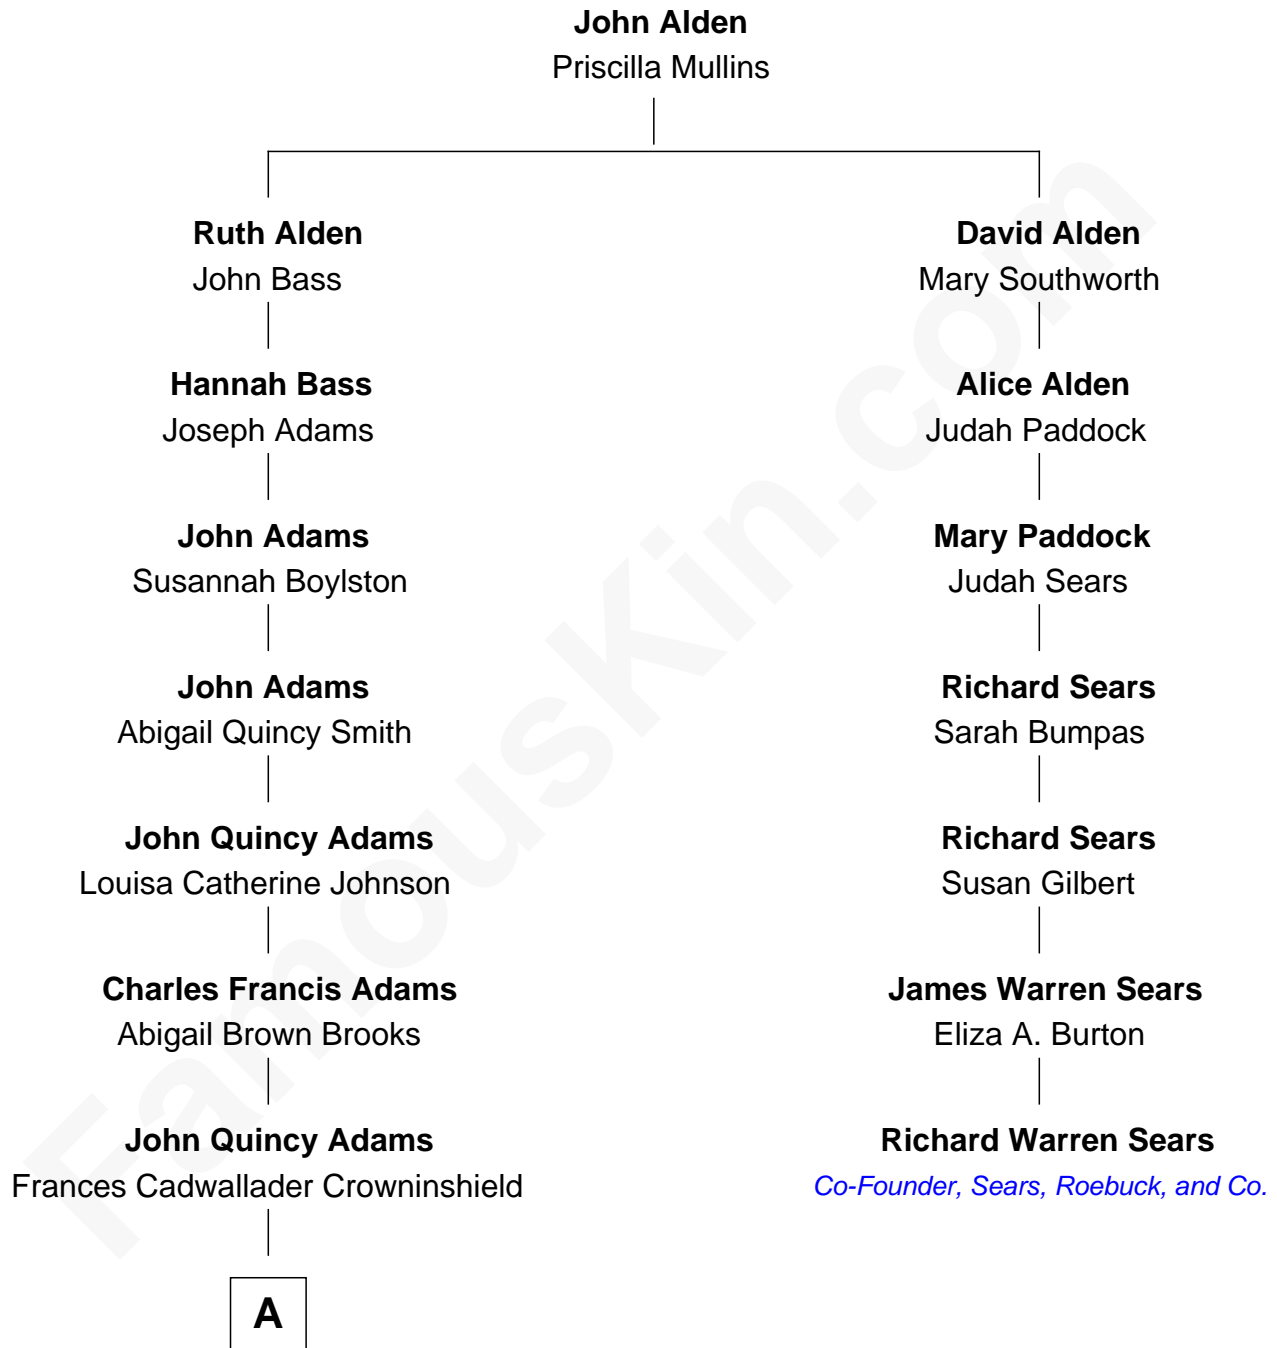 John Alden
Priscilla Mullins
Ruth Alden
John Bass
David Alden
Mary Southworth
Hannah Bass
Joseph Adams
Alice Alden
Judah Paddock
John Adams
Susannah Boylston
Mary Paddock
Judah Sears
John Adams
Abigail Quincy Smith
Richard Sears
Sarah Bumpas
John Quincy Adams
Louisa Catherine Johnson
Richard Sears
Susan Gilbert
Charles Francis Adams
Abigail Brown Brooks
James Warren Sears
Eliza A. Burton
John Quincy Adams
Frances Cadwallader Crowninshield
Richard Warren Sears
Co-Founder, Sears, Roebuck, and Co.
A
FamousKin.com